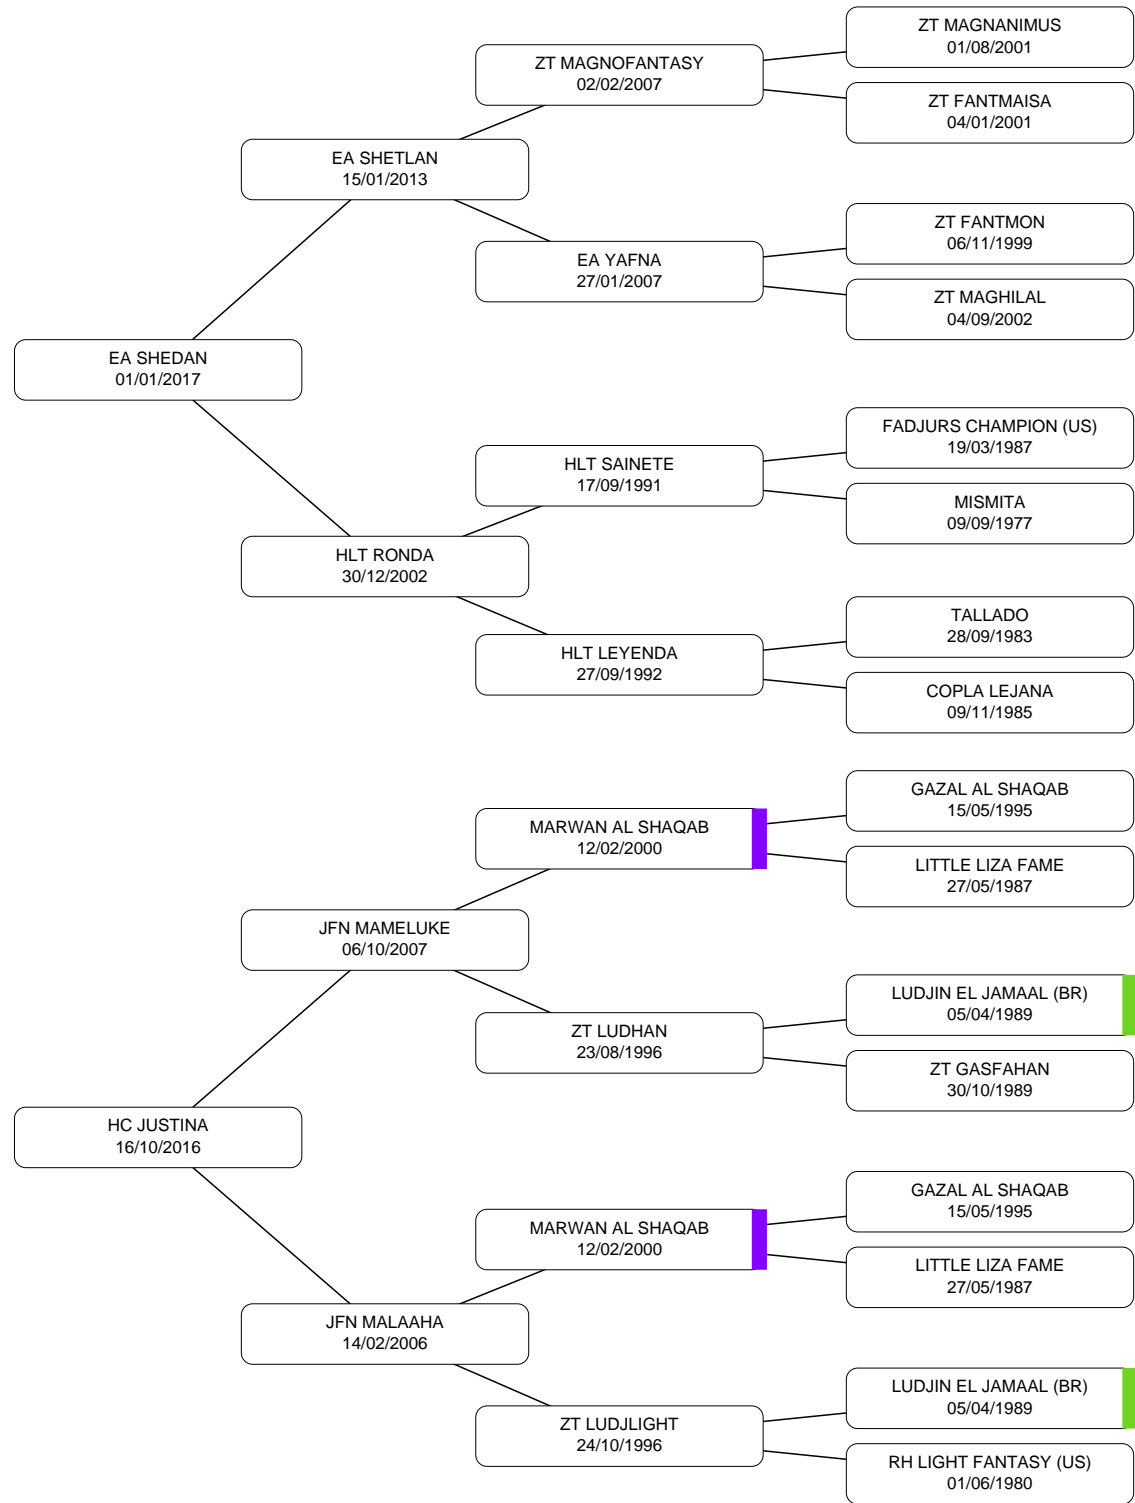 ZT MAGNANIMUS
01/08/2001
ZT MAGNOFANTASY
02/02/2007
ZT FANTMAISA
04/01/2001
EA SHETLAN
15/01/2013
ZT FANTMON
06/11/1999
EA YAFNA
27/01/2007
ZT MAGHILAL
04/09/2002
EA SHEDAN
01/01/2017
FADJURS CHAMPION (US)
19/03/1987
HLT SAINETE
17/09/1991
MISMITA
09/09/1977
HLT RONDA
30/12/2002
TALLADO
28/09/1983
HLT LEYENDA
27/09/1992
COPLA LEJANA
09/11/1985
GAZAL AL SHAQAB
15/05/1995
MARWAN AL SHAQAB
12/02/2000
LITTLE LIZA FAME
27/05/1987
JFN MAMELUKE
06/10/2007
LUDJIN EL JAMAAL (BR)
05/04/1989
ZT LUDHAN
23/08/1996
ZT GASFAHAN
30/10/1989
HC JUSTINA
16/10/2016
GAZAL AL SHAQAB
15/05/1995
MARWAN AL SHAQAB
12/02/2000
LITTLE LIZA FAME
27/05/1987
JFN MALAAHA
14/02/2006
LUDJIN EL JAMAAL (BR)
05/04/1989
ZT LUDJLIGHT
24/10/1996
RH LIGHT FANTASY (US)
01/06/1980